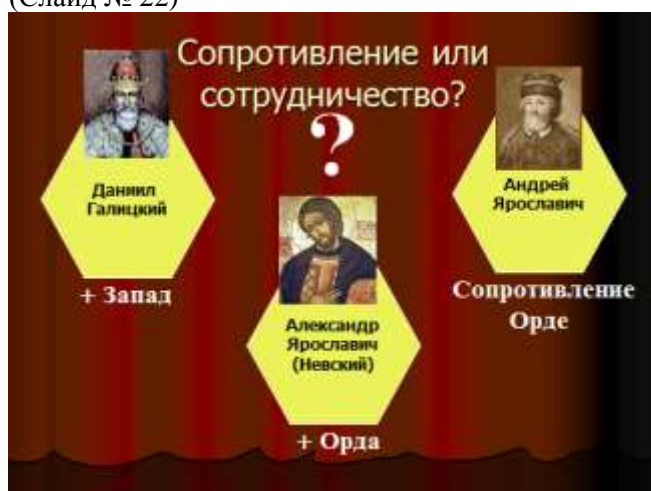 (Слайд № 22)
Сопротивление или
сотрудничество?
?
Даниил
Галицкий
+ Запад
Андрей
Ярославич
Сопротивление
Орде
Александр
Ярославич
(Невский)
+ Орда